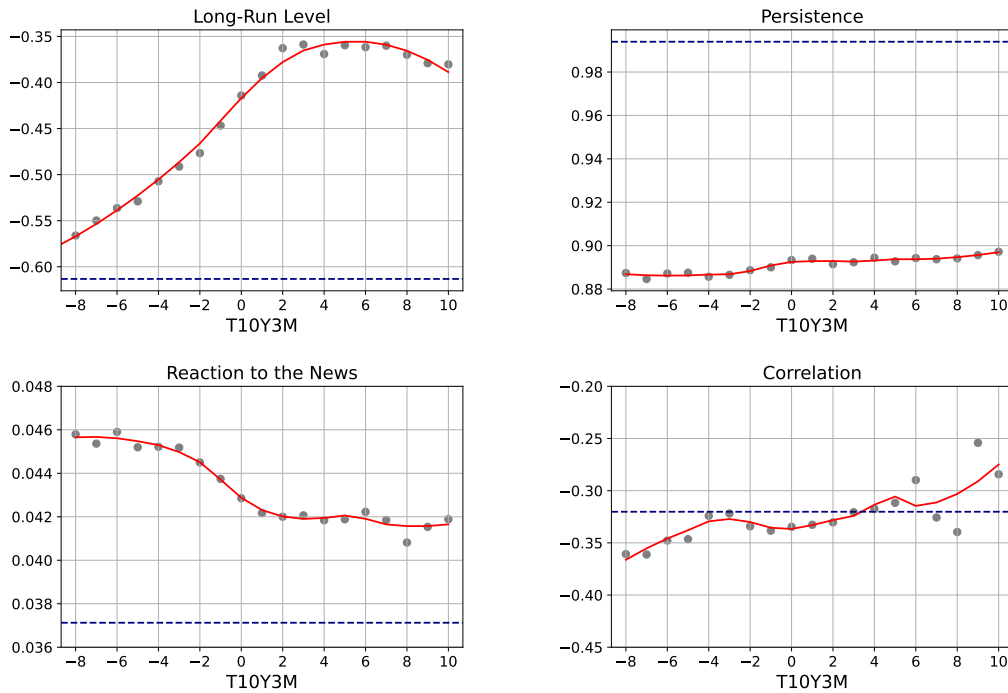 Long-Run Level
−0.35
−0.40
−0.45
−0.50
−0.55
−0.60
−8 −6 −4 −2 0 2 4 6 8 10
T10Y3M
Persistence
0.98
0.96
0.94
0.92
0.90
0.88
−8 −6 −4 −2 0 2 4 6 8 10
T10Y3M
Reaction to the News
0.048
0.046
0.044
0.042
0.040
0.038
0.036
−8 −6 −4 −2 0 2 4 6 8 10
T10Y3M
Correlation
−0.20
−0.25
−0.30
−0.35
−0.40
−0.45
−8 −6 −4 −2 0 2 4 6 8 10
T10Y3M